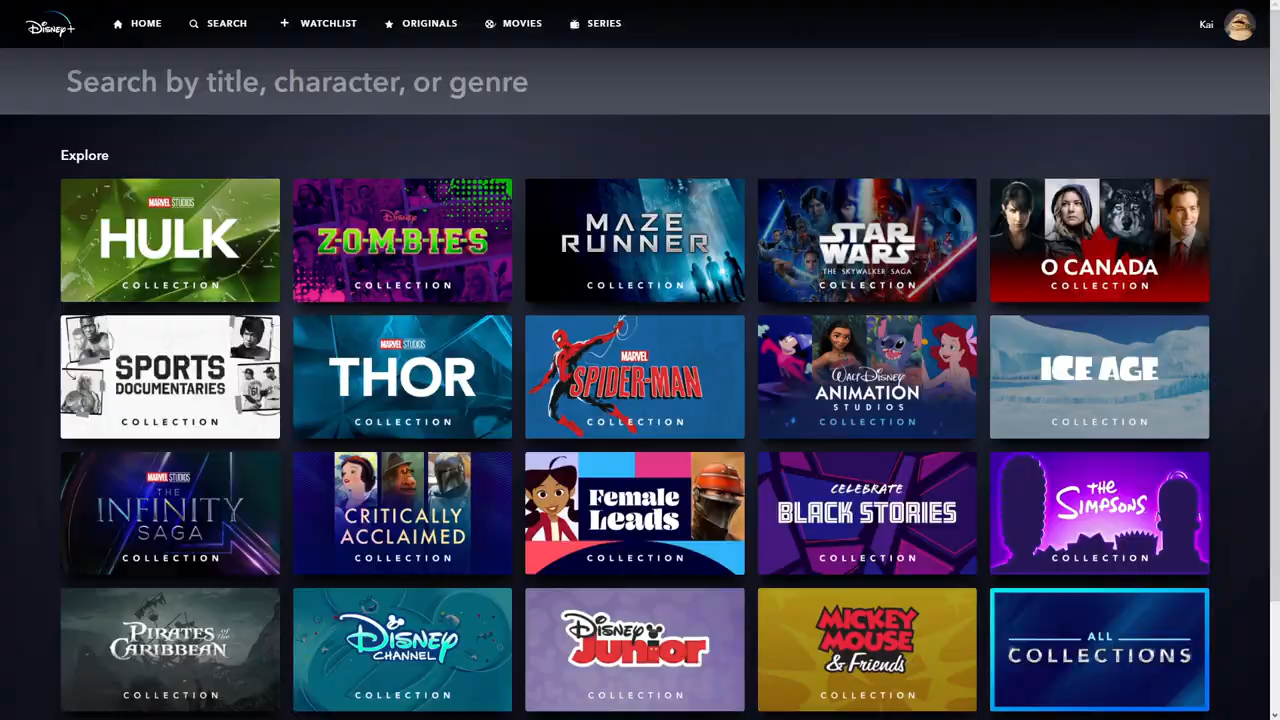 Disney+
HOME
SEARCH
WATCHLIST
ORIGINALS
MOVIES
SERIES
Kai
Search by title, character, or genre
Explore
MARVEL STUDIOS
HULK
COLLECTION
Disney
ZOMBIES
COLLECTION
MAZE
RUNNER
COLLECTION
STAR
WARS
THE SKYWALKER SAGA
COLLECTION
O CANADA
COLLECTION
SPORTS
DOCUMENTARIES
COLLECTION
MARVEL STUDIOS
THOR
COLLECTION
MARVEL
SPIDER-MAN
COLLECTION
WALT DISNEY
ANIMATION
STUDIOS
COLLECTION
ICE AGE
COLLECTION
MARVEL STUDIOS
THE
INFINITY
SAGA
COLLECTION
CRITICALLY
ACCLAIMED
COLLECTION
Female
Leads
COLLECTION
CELEBRATE
BLACK STORIES
COLLECTION
THE
SIMPSONS
COLLECTION
PIRATES of the
CARIBBEAN
COLLECTION
Disney
CHANNEL
COLLECTION
Disney
Junior
COLLECTION
MICKEY
MOUSE
& Friends
COLLECTION
ALL
COLLECTIONS